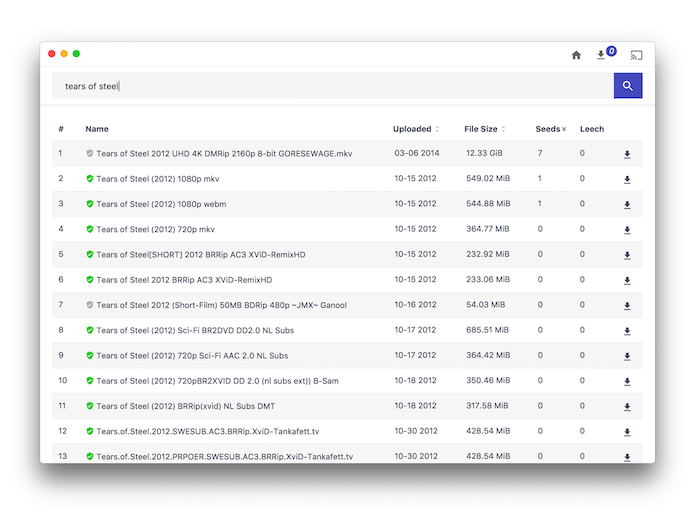 0
tears of steel
# Name Uploaded File Size Seeds Leech
1 Tears of Steel 2012 UHD 4K DMRip 2160p 8-bit GORESEWAGE.mkv 03-06 2014 12.33 GiB 7 0
2 Tears of Steel (2012) 1080p mkv 10-15 2012 549.02 MiB 1 0
3 Tears of Steel (2012) 1080p webm 10-15 2012 544.88 MiB 1 0
4 Tears of Steel (2012) 720p mkv 10-15 2012 364.77 MiB 0 0
5 Tears of Steel[SHORT] 2012 BRRip AC3 XViD-RemixHD 10-15 2012 232.92 MiB 0 0
6 Tears of Steel 2012 BRRip AC3 XViD-RemixHD 10-15 2012 233.06 MiB 0 0
7 Tears of Steel 2012 (Short-Film) 50MB BDRip 480p ~JMX~ Ganool 10-16 2012 54.03 MiB 0 0
8 Tears of Steel (2012) Sci-Fi BR2DVD DD2.0 NL Subs 10-17 2012 685.51 MiB 0 0
9 Tears of Steel (2012) 720p Sci-Fi AAC 2.0 NL Subs 10-17 2012 364.42 MiB 0 0
10 Tears of Steel (2012) 720pBR2XVID DD 2.0 (nl subs ext)) B-Sam 10-18 2012 350.46 MiB 0 0
11 Tears of Steel (2012) BRRip(xvid) NL Subs DMT 10-18 2012 317.58 MiB 0 0
12 Tears.of.Steel.2012.SWESUB.AC3.BRRip.XviD-Tankafett.tv 10-30 2012 428.54 MiB 0 0
13 Tears.of.Steel.2012.PRPOER.SWESUB.AC3.BRRip.XviD-Tankafett.tv 10-30 2012 428.54 MiB 0 0